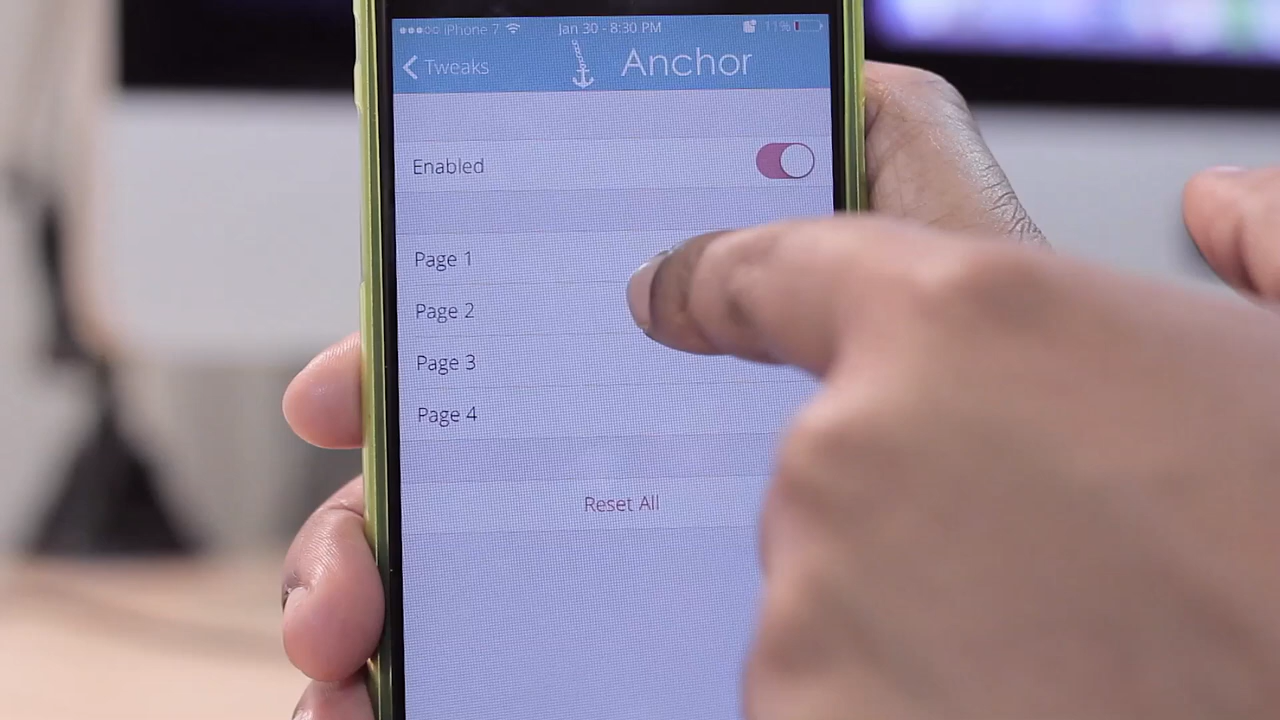 iPhone 7 Jan 30 - 8:30 PM 11%
Tweaks Anchor
Enabled
Page 1
Page 2
Page 3
Page 4
Reset All